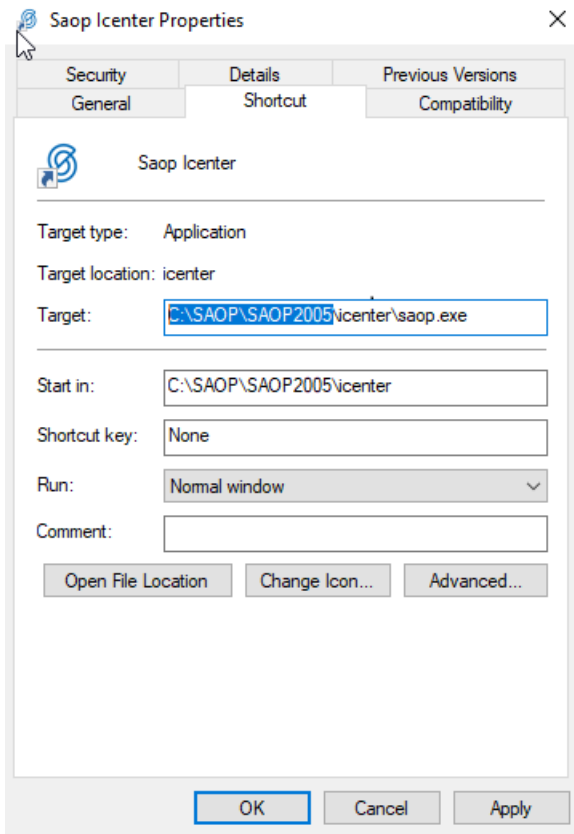 Saop Icenter Properties
Security Details Previous Versions
General Shortcut Compatibility
Saop Icenter
Target type: Application
Target location: icenter
Target: C:\SAOP\SAOP2005\icenter\saop.exe
Start in: C:\SAOP\SAOP2005\icenter
Shortcut key: None
Run: Normal window
Comment:
Open File Location Change Icon... Advanced...
OK Cancel Apply